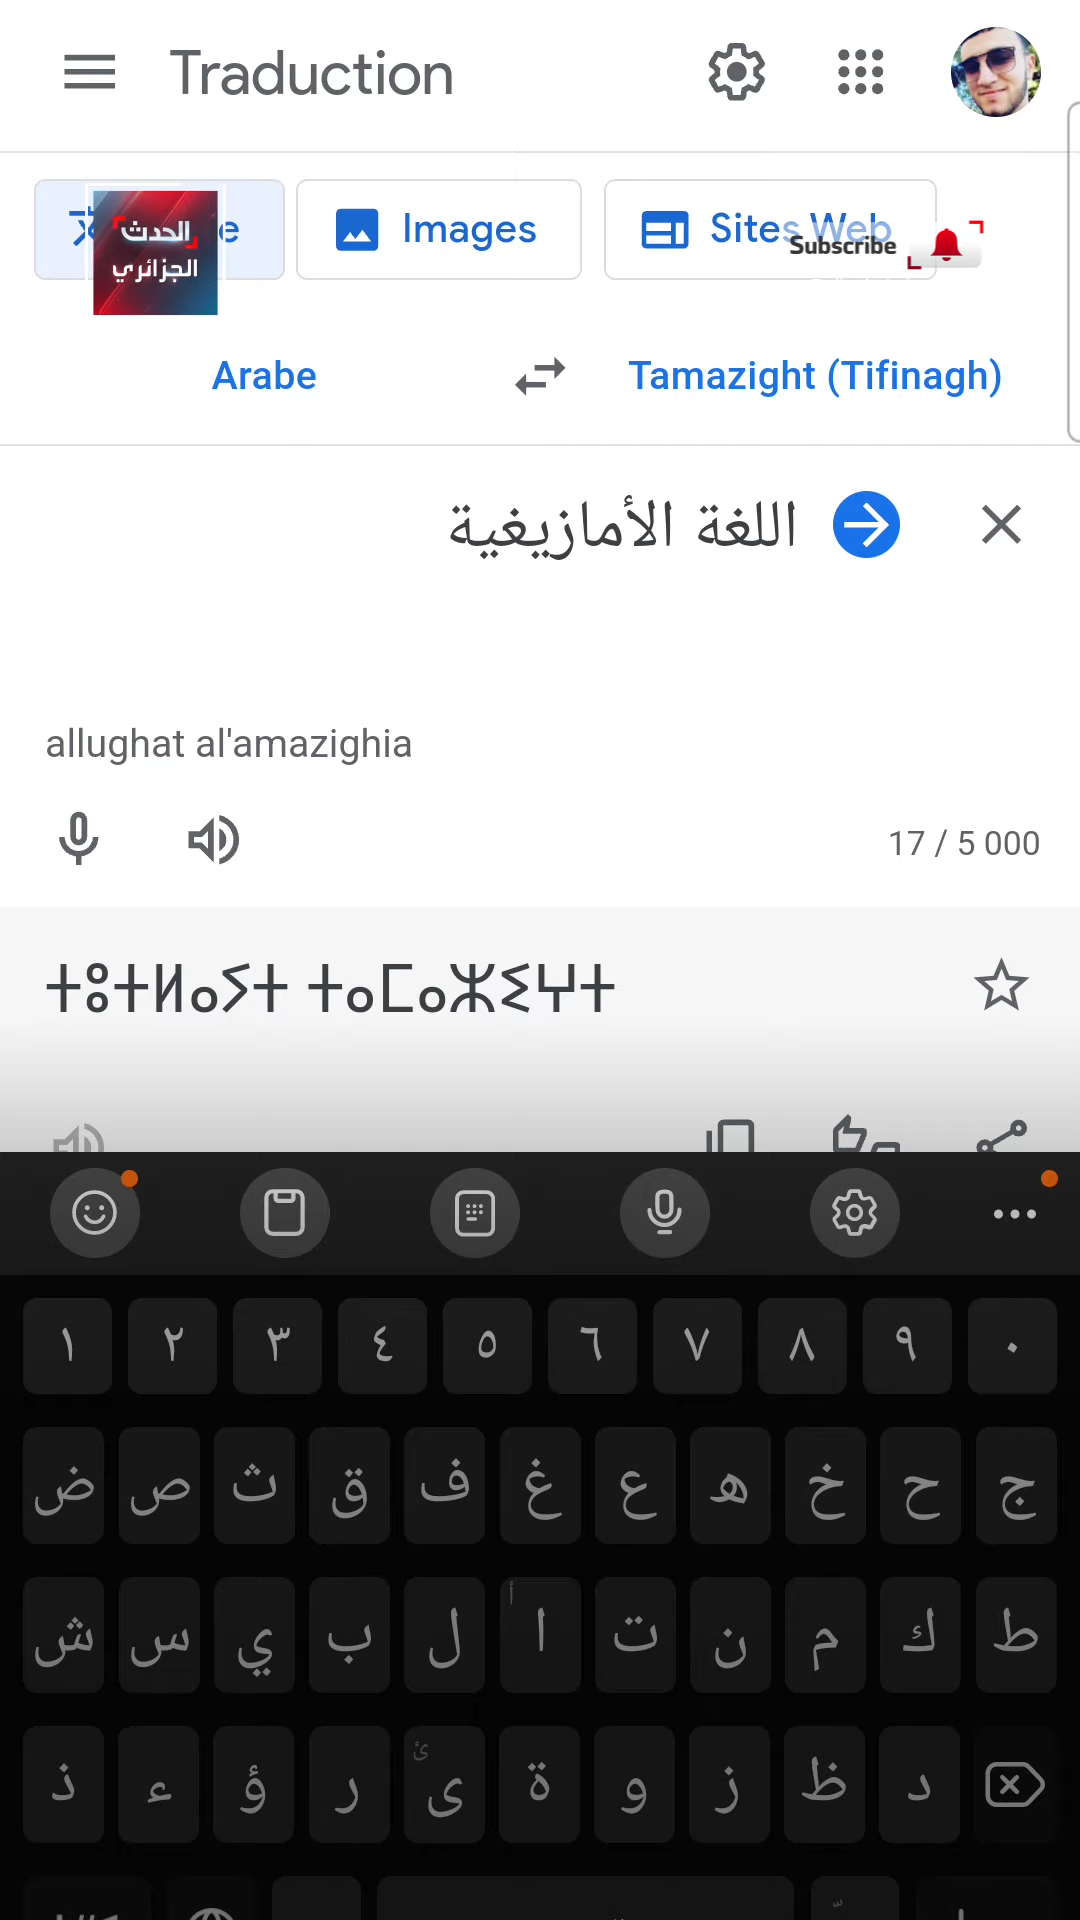 Traduction
e
Images
Sites Web
الحدث
الجزائري
Subscribe
Arabe
Tamazight (Tifinagh)
اللغة الأمازيغية
allughat al'amazighia
17 / 5 000
ⵜⵓⵜⵍⴰⵢⵜ ⵜⴰⵎⴰⵣⵉⵖⵜ
١ ٢ ٣ ٤ ٥ ٦ ٧ ٨ ٩ ٠
ض ص ث ق ف غ ع ه خ ح ج
ش س ي ب ل ا أ ت ن م ك ط
ذ ء ؤ ر ى ئ ة و ز ظ د